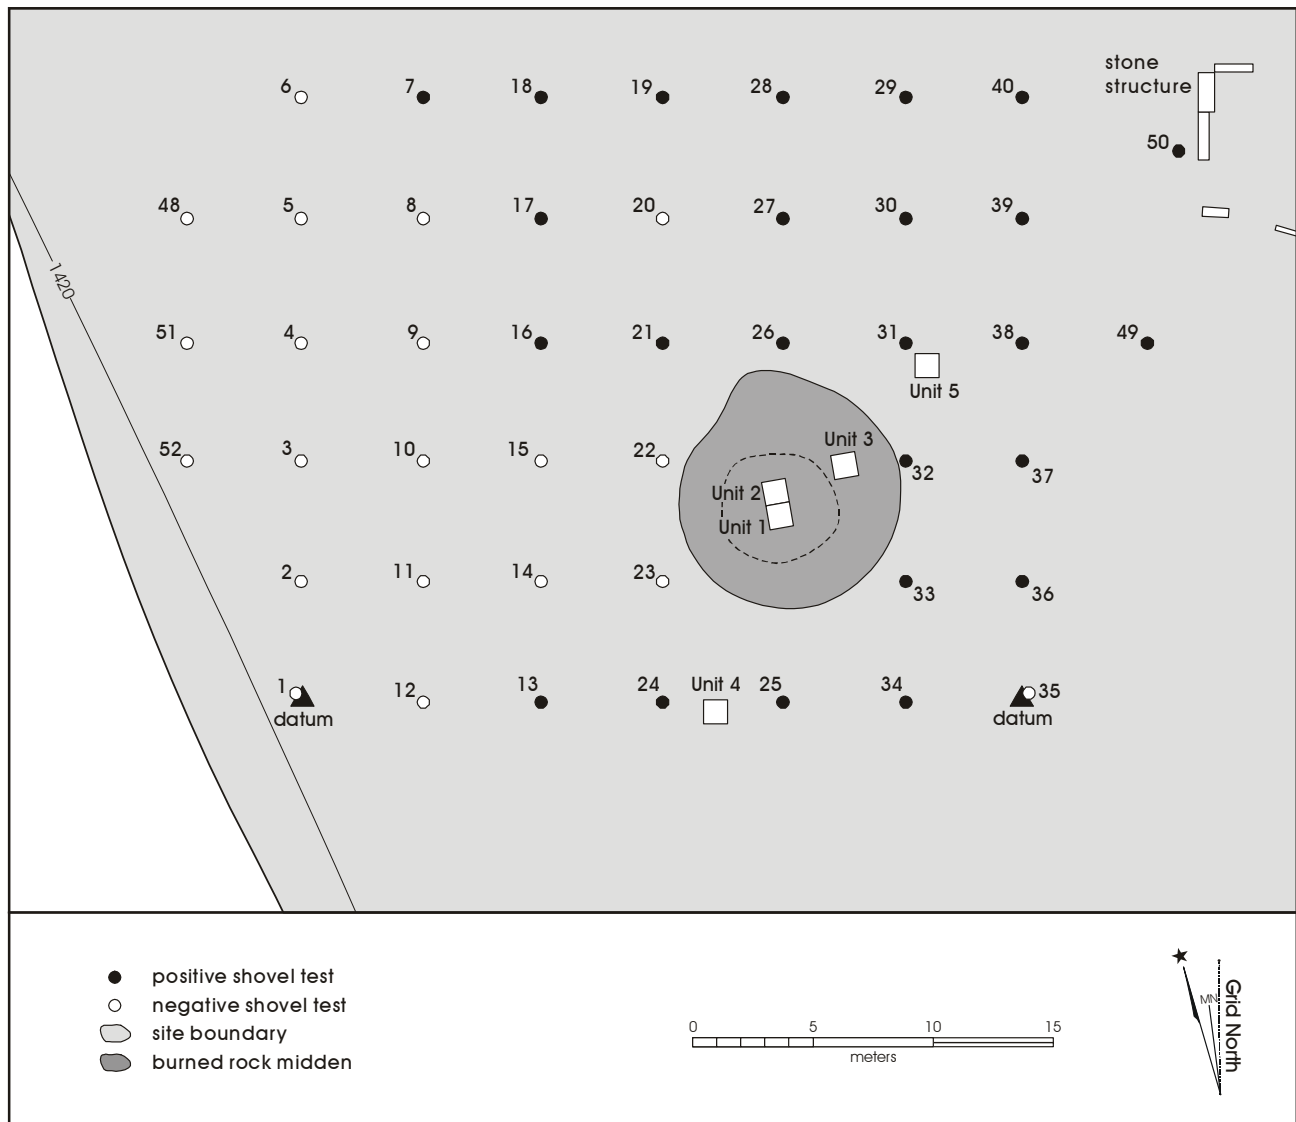 stone
structure
6
7
18
19
28
29
40
50
48
5
8
17
20
27
30
39
1420
51
4
9
16
21
26
31
38
49
Unit 5
52
3
10
15
22
Unit 3
32
37
Unit 2
Unit 1
2
11
14
23
33
36
1
12
13
24
Unit 4
25
34
35
datum
datum
positive shovel test
negative shovel test
site boundary
burned rock midden
0 5 10 15
meters
MN
Grid North